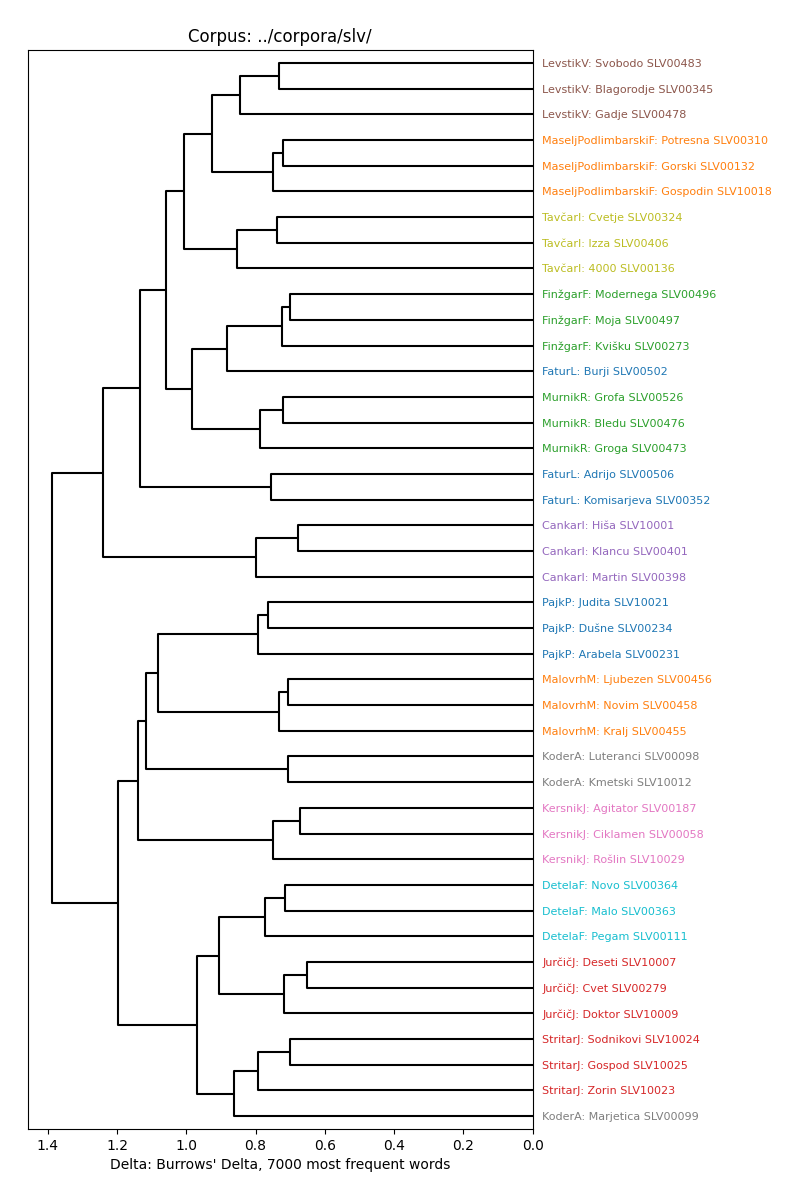 Corpus: ../corpora/slv/
LevstikV: Svobodo SLV00483
LevstikV: Blagorodje SLV00345
LevstikV: Gadje SLV00478
MaseljPodlimbarskiF: Potresna SLV00310
MaseljPodlimbarskiF: Gorski SLV00132
MaseljPodlimbarskiF: Gospodin SLV10018
TavčarI: Cvetje SLV00324
TavčarI: Izza SLV00406
TavčarI: 4000 SLV00136
FinžgarF: Modernega SLV00496
FinžgarF: Moja SLV00497
FinžgarF: Kvišku SLV00273
FaturL: Burji SLV00502
MurnikR: Grofa SLV00526
MurnikR: Bledu SLV00476
MurnikR: Groga SLV00473
FaturL: Adrijo SLV00506
FaturL: Komisarjeva SLV00352
CankarI: Hiša SLV10001
CankarI: Klancu SLV00401
CankarI: Martin SLV00398
PajkP: Judita SLV10021
PajkP: Dušne SLV00234
PajkP: Arabela SLV00231
MalovrhM: Ljubezen SLV00456
MalovrhM: Novim SLV00458
MalovrhM: Kralj SLV00455
KoderA: Luteranci SLV00098
KoderA: Kmetski SLV10012
KersnikJ: Agitator SLV00187
KersnikJ: Ciklamen SLV00058
KersnikJ: Rošlin SLV10029
DetelaF: Novo SLV00364
DetelaF: Malo SLV00363
DetelaF: Pegam SLV00111
JurčičJ: Deseti SLV10007
JurčičJ: Cvet SLV00279
JurčičJ: Doktor SLV10009
StritarJ: Sodnikovi SLV10024
StritarJ: Gospod SLV10025
StritarJ: Zorin SLV10023
KoderA: Marjetica SLV00099
1.4 1.2 1.0 0.8 0.6 0.4 0.2 0.0
Delta: Burrows' Delta, 7000 most frequent words